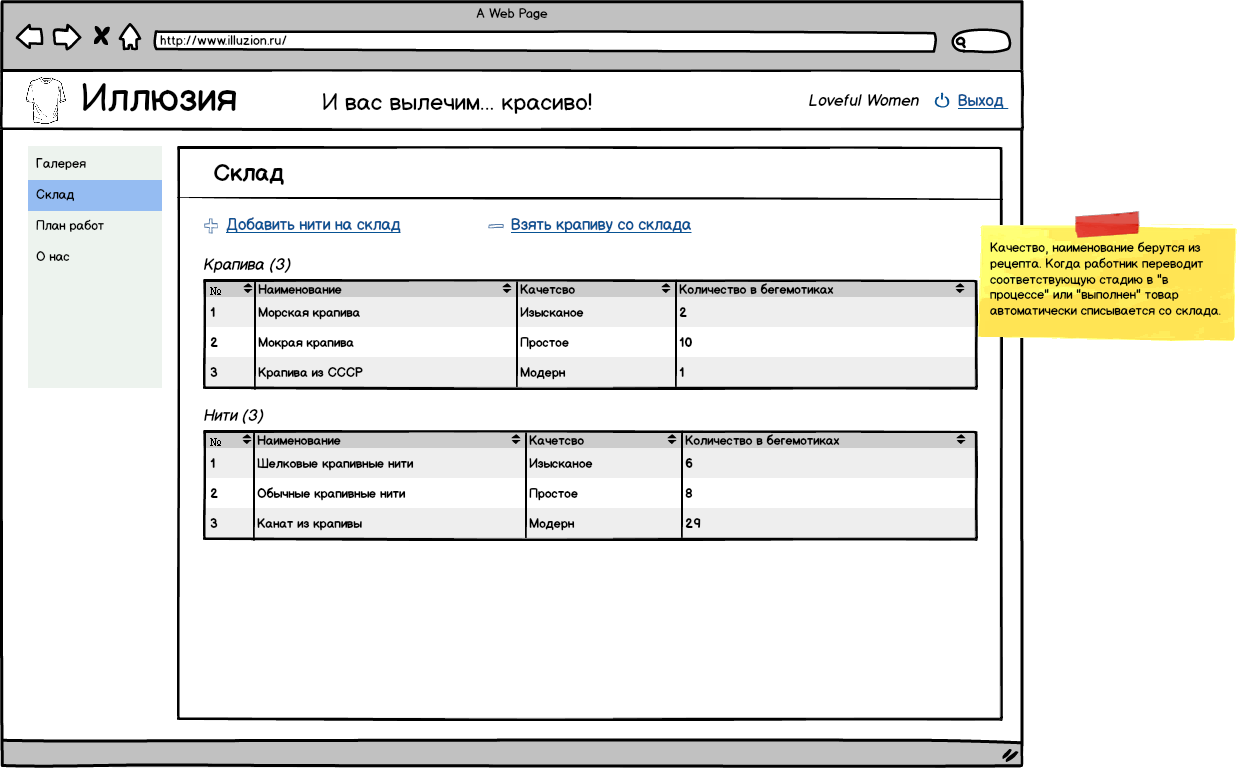 A Web Page
http://www.illuzion.ru/
Иллюзия
И вас вылечим... красиво!
Loveful Women
Выход
Галерея
Склад
План работ
О нас
Склад
Добавить нити на склад
Взять крапиву со склада
Крапива (3)
№ Наименование Качетсво Количество в бегемотиках
1 Морская крапива Изысканое 2
2 Мокрая крапива Простое 10
3 Крапива из СССР Модерн 1
Нити (3)
№ Наименование Качетсво Количество в бегемотиках
1 Шелковые крапивные нити Изысканое 6
2 Обычные крапивные нити Простое 8
3 Канат из крапивы Модерн 29
Качество, наименование берутся из
рецепта. Когда работник переводит
соответствующую стадию в "в
процессе" или "выполнен" товар
автоматически списывается со склада.